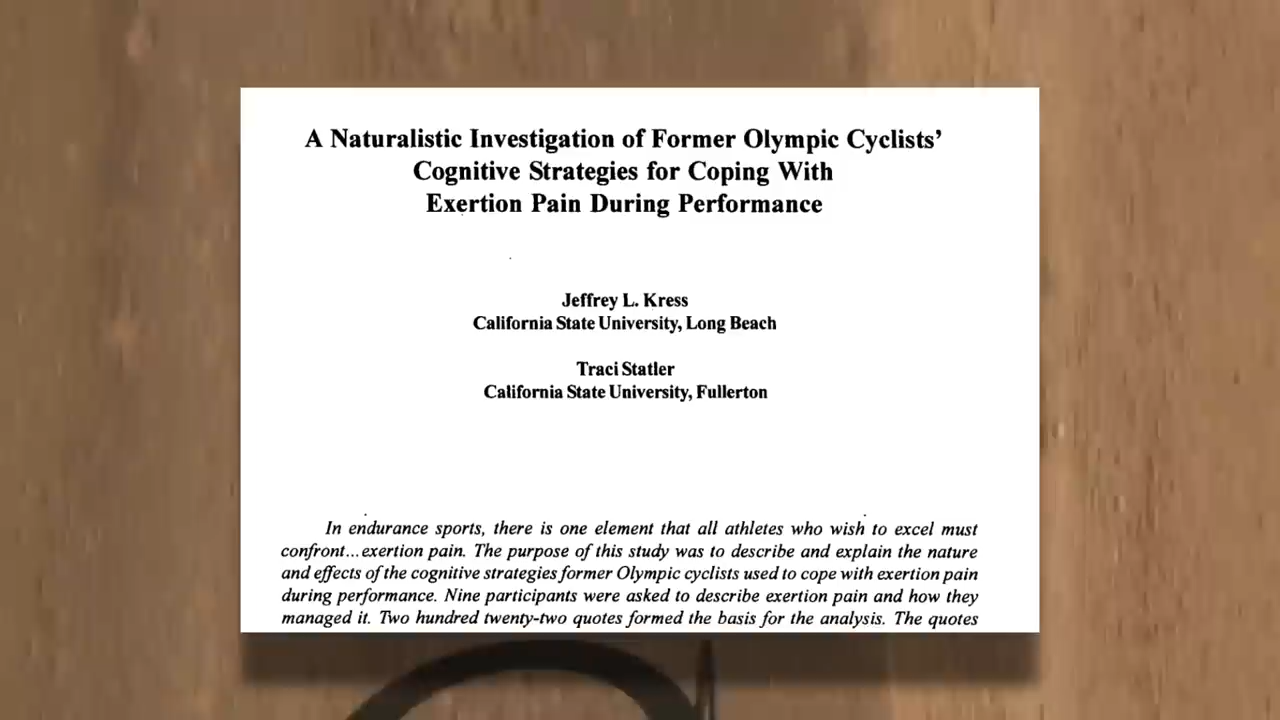 A Naturalistic Investigation of Former Olympic Cyclists'
Cognitive Strategies for Coping With
Exertion Pain During Performance
Jeffrey L. Kress
California State University, Long Beach
Traci Statler
California State University, Fullerton
In endurance sports, there is one element that all athletes who wish to excel must
confront...exertion pain. The purpose of this study was to describe and explain the nature
and effects of the cognitive strategies former Olympic cyclists used to cope with exertion pain
during performance. Nine participants were asked to describe exertion pain and how they
managed it. Two hundred twenty-two quotes formed the basis for the analysis. The quotes